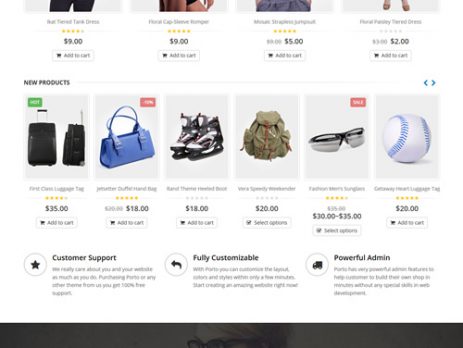 Ikat Tiered Tank Dress
$9.00
Add to cart
Floral Cap-Sleeve Romper
$9.00
Add to cart
Mosaic Strapless Jumpsuit
$9.00 $5.00
Add to cart
Floral Paisley Tiered Dress
$3.00 $2.00
Add to cart
NEW PRODUCTS
HOT
First Class Luggage Tag
$35.00
Add to cart
-10%
Jetsetter Duffel Hand Bag
$20.00 $18.00
Add to cart
Rand Theme Heeled Boot
$18.00
Add to cart
Vera Speedy Weekender
$20.00
Select options
SALE
Fashion Men's Sunglass
$35.00
$30.00–$35.00
Select options
Getaway Heart Luggage Tag
$20.00
Add to cart
Customer Support
We really care about you and your website
as much as you do. Purchasing Porto or any
other theme from us you get 100% free
support.
Fully Customizable
With Porto you can customize the layout,
colors and styles within only a few minutes.
Start creating an amazing website right now!
Powerful Admin
Porto has very powerful admin features to
help customer to build their own shop in
minutes without any special skills in web
development.